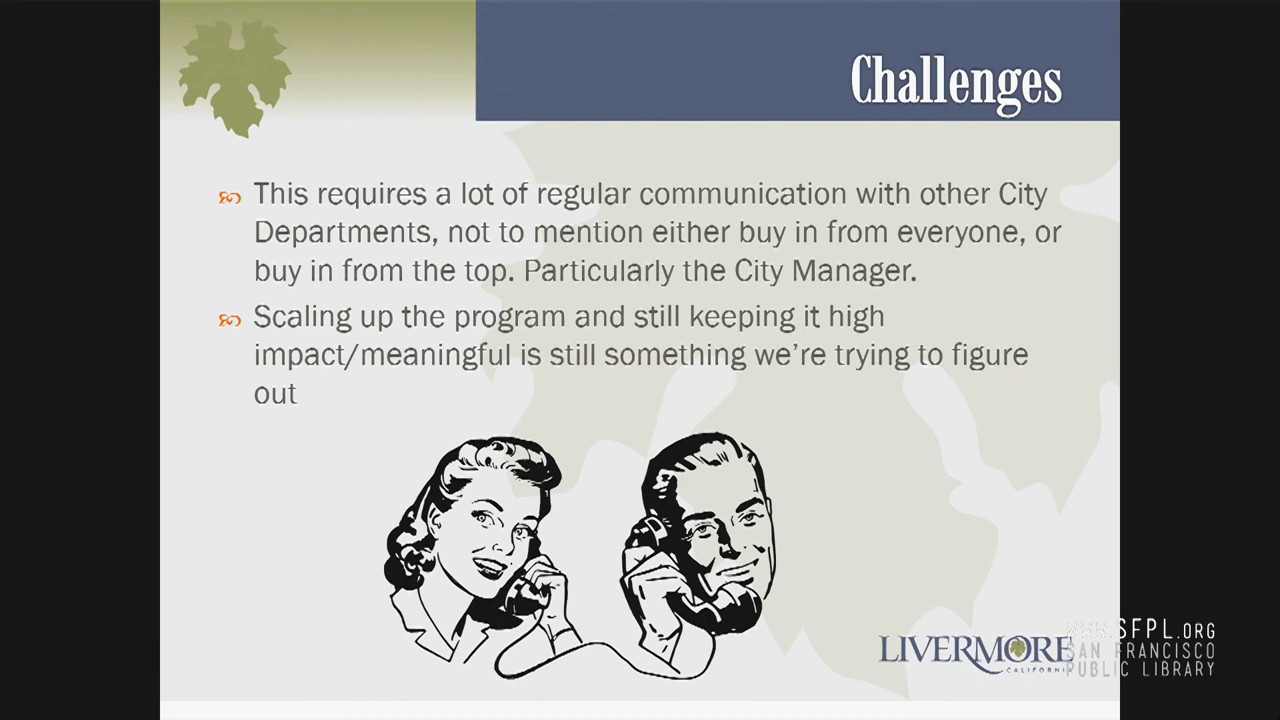 Challenges
This requires a lot of regular communication with other City
Departments, not to mention either buy in from everyone, or
buy in from the top. Particularly the City Manager.
Scaling up the program and still keeping it high
impact/meaningful is still something we're trying to figure
out
LIVERMORE
CALIFORNIA
WWW.SFPL.ORG
SAN FRANCISCO
PUBLIC LIBRARY